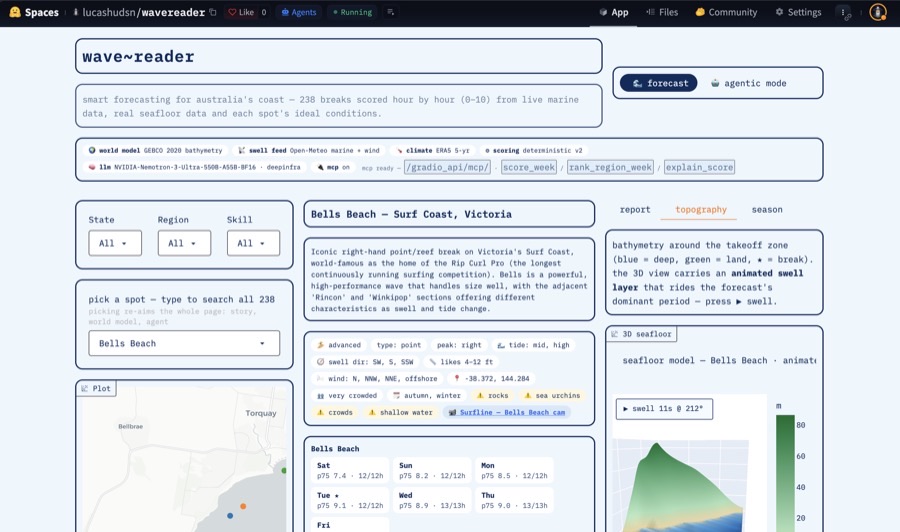 Spaces lucashudsn/wavereader Like 0 Agents Running App Files Community Settings
wave~reader
smart forecasting for australia's coast — 238 breaks scored hour by hour (0–10) from live marine
data, real seafloor data and each spot's ideal conditions.
forecast agentic mode
world model GEBCO 2020 bathymetry swell feed Open-Meteo marine + wind climate ERA5 5-yr scoring deterministic v2
llm NVIDIA-Nemotron-3-Ultra-550B-A55B-BF16 · deepinfra mcp on mcp ready — /gradio_api/mcp/ · score_week / rank_region_week / explain_score
State Region Skill
All All All
pick a spot — type to search all 238
picking re-aims the whole page: story,
world model, agent
Bells Beach
Plot
Bellbrae
Torquay
Bells Beach — Surf Coast, Victoria
Iconic right-hand point/reef break on Victoria's Surf Coast,
world-famous as the home of the Rip Curl Pro (the longest
continuously running surfing competition). Bells is a powerful,
high-performance wave that handles size well, with the adjacent
'Rincon' and 'Winkipop' sections offering different
characteristics as swell and tide change.
advanced type: point peak: right tide: mid, high
swell dir: SW, S, SSW likes 4–12 ft
wind: N, NNW, NNE, offshore -38.372, 144.284
very crowded autumn, winter rocks sea urchins
crowds shallow water Surfline — Bells Beach cam
Bells Beach
Sat Sun Mon
p75 7.4 · 12/12h p75 8.2 · 12/12h p75 8.5 · 12/12h
Tue ★ Wed Thu
p75 9.1 · 12/12h p75 8.9 · 13/13h p75 9.0 · 13/13h
Fri
report topography season
bathymetry around the takeoff zone
(blue = deep, green = land, ★ = break).
the 3D view carries an animated swell
layer that rides the forecast's
dominant period — press ▶ swell.
3D seafloor
seafloor model — Bells Beach · animate
▶ swell 11s @ 212°
m
80
60
40
20